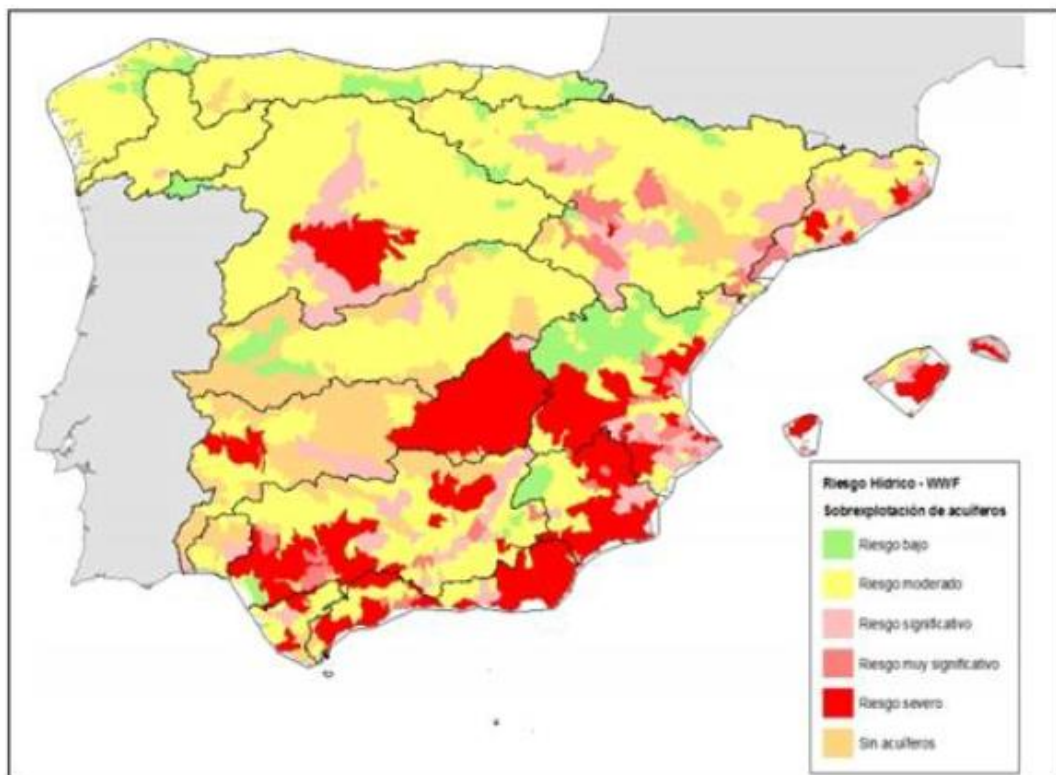 Riesgo Hídrico - WWF
Sobrexplotación de acuíferos
Riesgo bajo
Riesgo moderado
Riesgo significativo
Riesgo muy significativo
Riesgo severo
Sin acuíferos